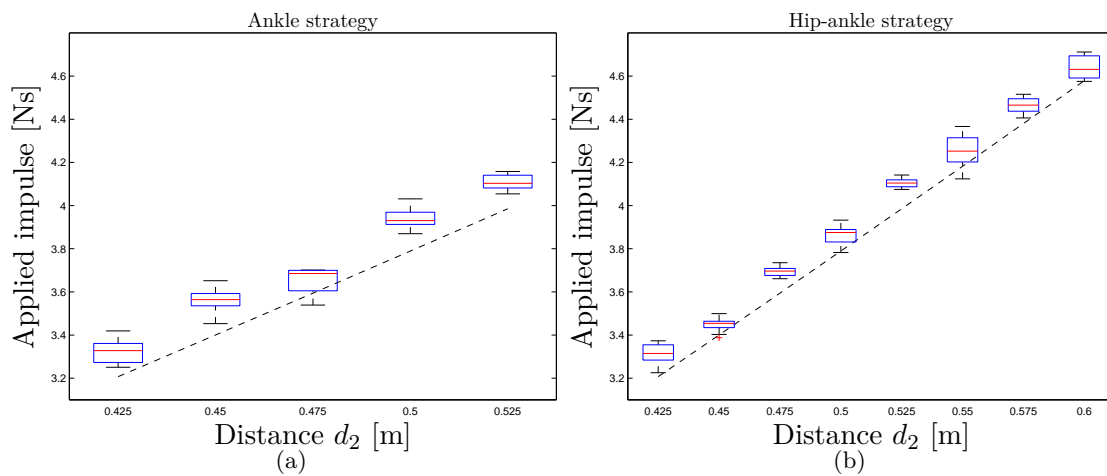 Ankle strategy
Applied impulse [Ns]
4.6
4.4
4.2
4
3.8
3.6
3.4
3.2
0.425 0.45 0.475 0.5 0.525
Distance d₂ [m]
(a)
Hip-ankle strategy
Applied impulse [Ns]
4.6
4.4
4.2
4
3.8
3.6
3.4
3.2
0.425 0.45 0.475 0.5 0.525 0.55 0.575 0.6
Distance d₂ [m]
(b)